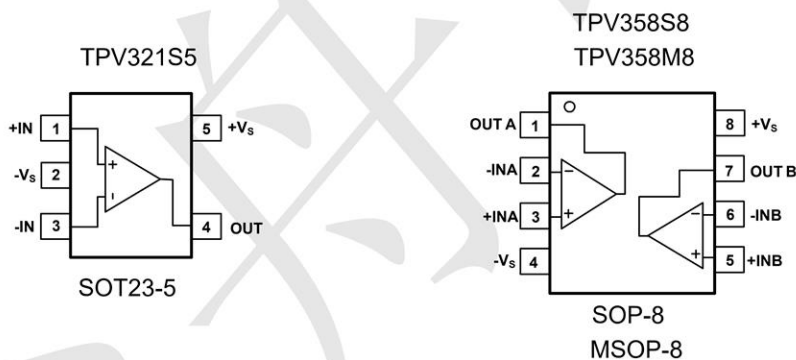 TPV321S5
+IN 1
5 +Vs
-Vs 2
-IN 3
4 OUT
+
-
SOT23-5
TPV358S8
TPV358M8
OUT A 1
8 +Vs
-INA 2
7 OUT B
+INA 3
6 -INB
-Vs 4
5 +INB
-
+
-
+
SOP-8
MSOP-8